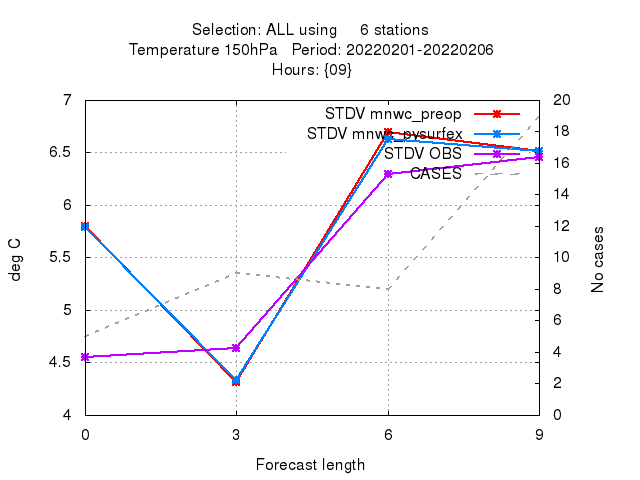 Selection: ALL using 6 stations
Temperature 150hPa Period: 20220201-20220206
Hours: {09}
STDV mnwc_preop
STDV mnwc_pysurfex
STDV OBS
CASES
deg C
7
6.5
6
5.5
5
4.5
4
20
18
16
14
12
10
8
6
4
2
0
No cases
0 3 6 9
Forecast length